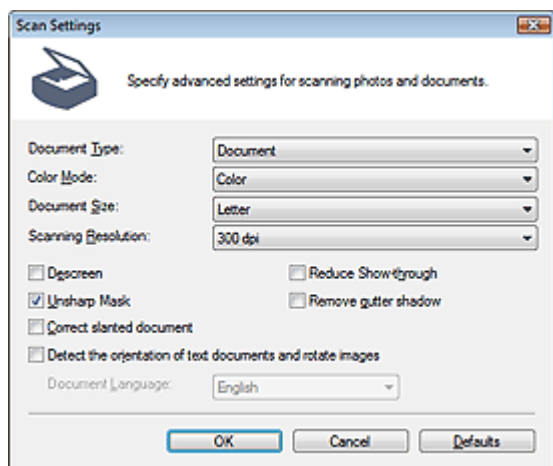 Scan Settings
Specify advanced settings for scanning photos and documents.
Document Type: Document
Color Mode: Color
Document Size: Letter
Scanning Resolution: 300 dpi
Descreen Reduce Show-through
Unsharp Mask Remove gutter shadow
Correct slanted document
Detect the orientation of text documents and rotate images
Document Language: English
OK Cancel Defaults